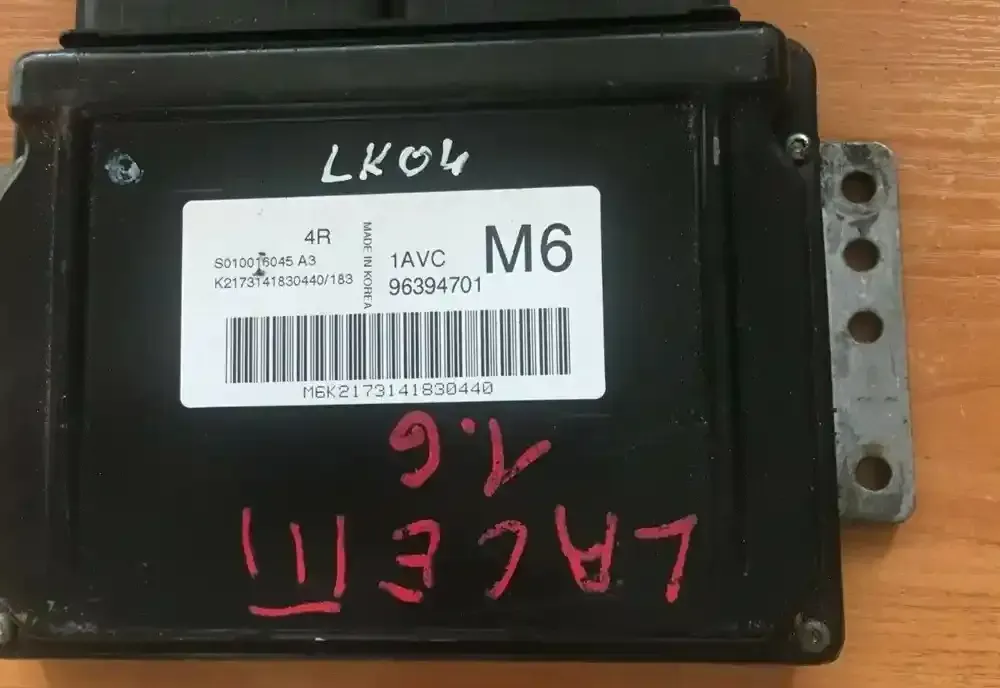 LK04
4R
S010016045 A3
K2173141830440/183
MADE IN KOREA
1AVC
96394701
M6
M6K2173141830440
LACETTI
1.6